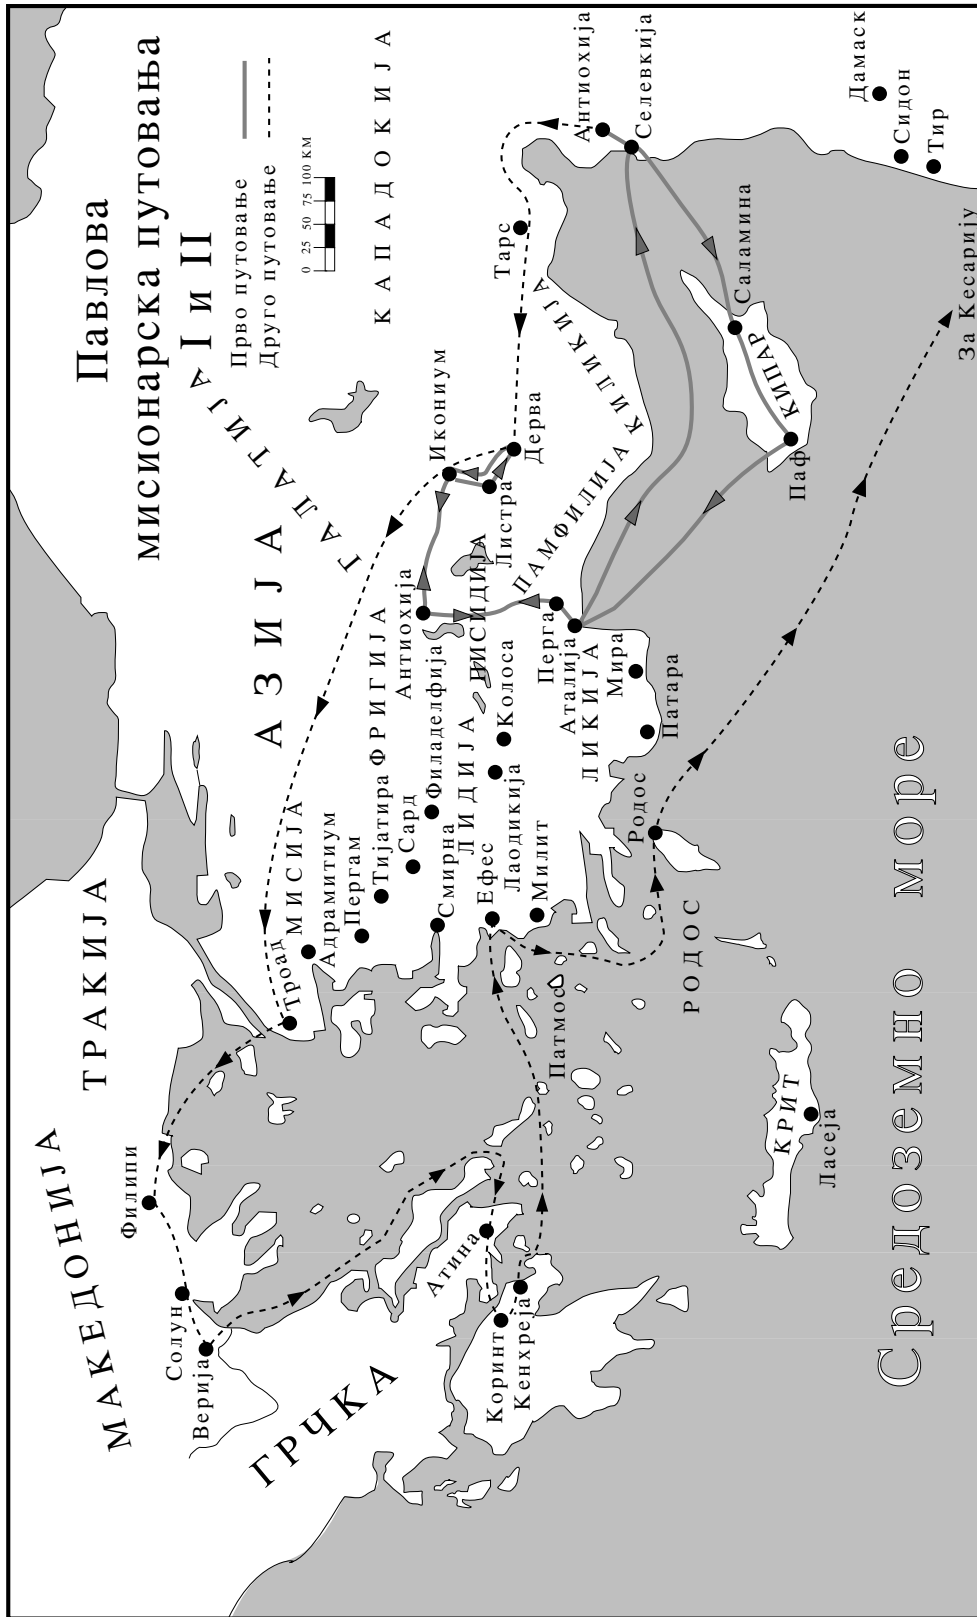 Павлова
мисионарска путовања
I и II
Прво путовање
Друго путовање
0 25 50 75 100 КМ
МАКЕДОНИЈА
ТРАКИЈА
ГРЧКА
АЗИЈА
ГАЛАТИЈА
КАПАДОКИЈА
МИСИЈА
ФРИГИЈА
ЛИДИЈА
ПИСИДИЈА
ПАМФИЛИЈА
КИЛИКИЈА
ЛИКИЈА
Филипи
Солун
Верија
Атина
Коринт
Кенхреја
Троад
Адрамитиум
Пергам
Тијатира
Сард
Филаделфија
Смирна
Ефес
Лаодикија
Колоса
Милит
Патмос
Антиохија
Икониум
Листра
Дерва
Тарс
Антиохија
Селевкија
Перга
Аталија
Мира
Патара
Родос
РОДОС
КРИТ
Ласеја
КИПАР
Саламина
Паф
Дамаск
Сидон
Тир
За Кесарију
Средоземно море